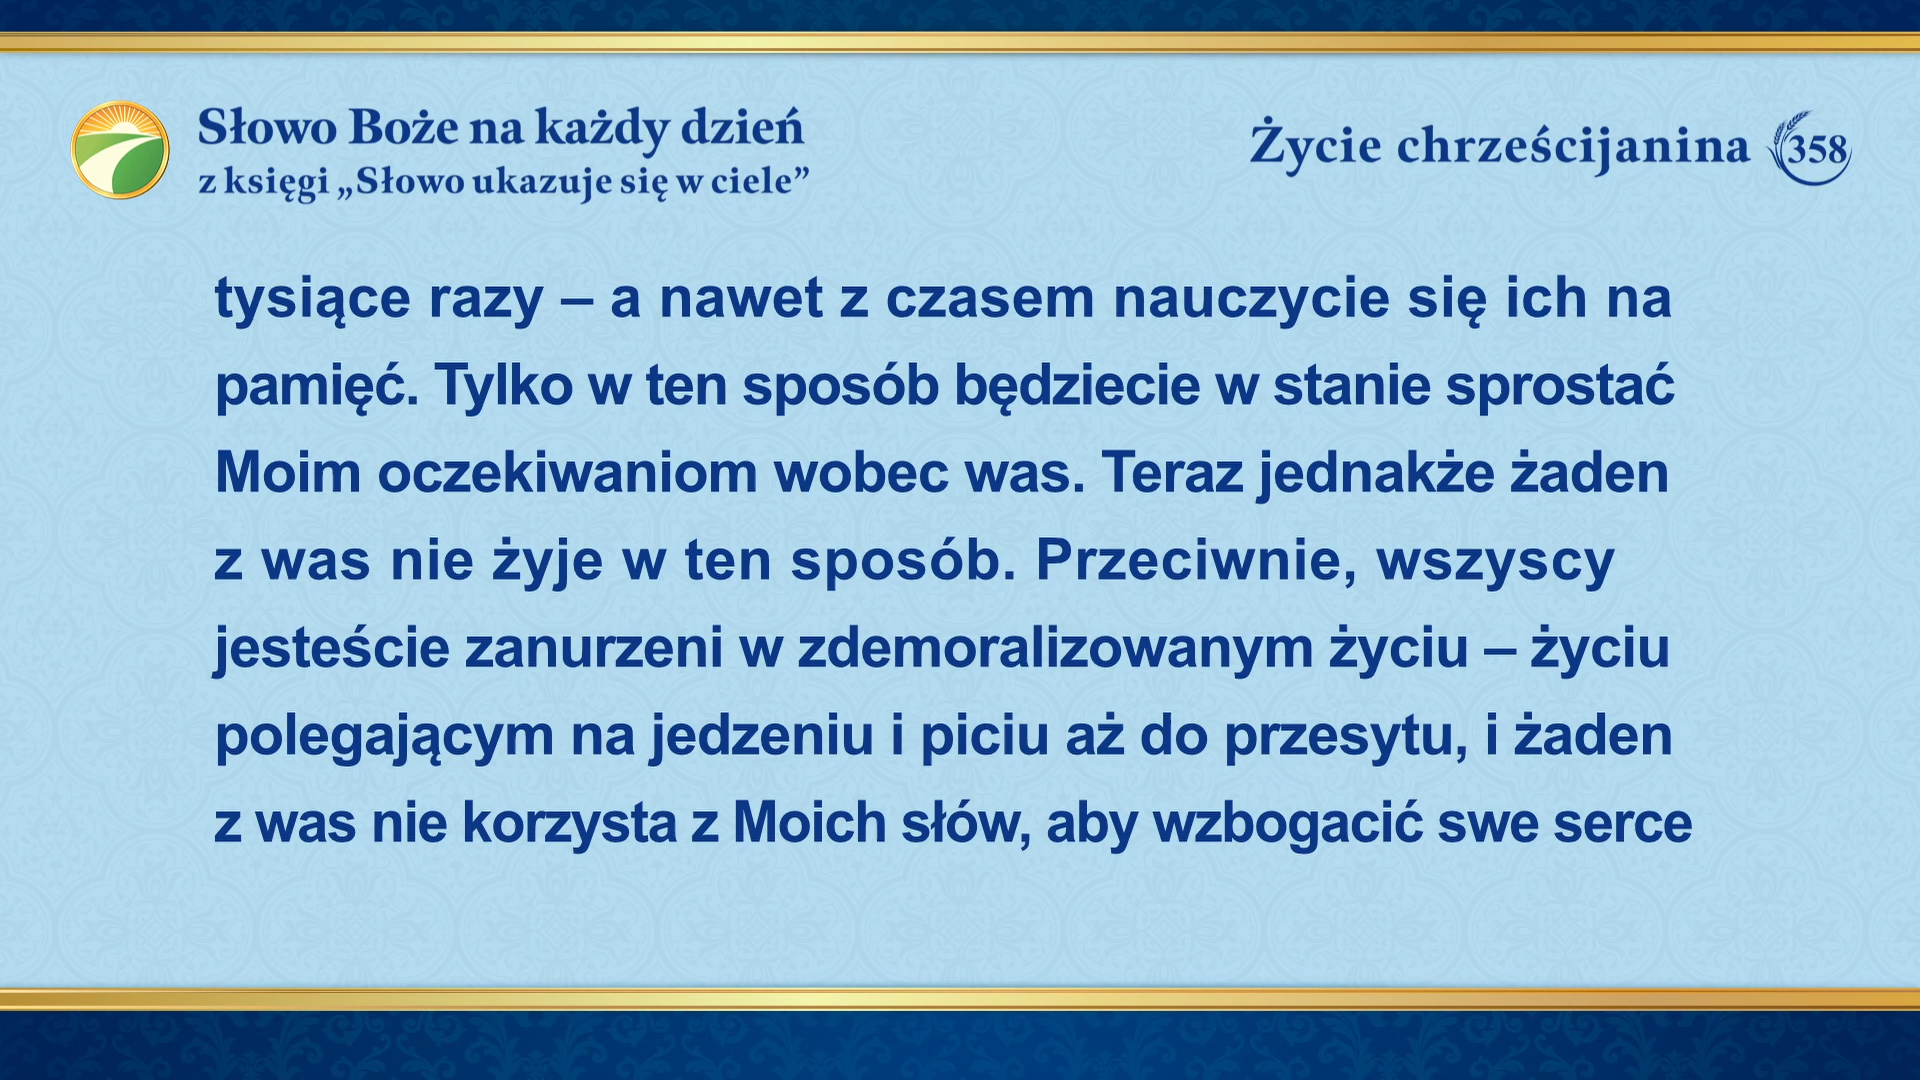 Słowo Boże na każdy dzień
z księgi „Słowo ukazuje się w ciele”
Życie chrześcijanina 358
tysiące razy – a nawet z czasem nauczycie się ich na
pamięć. Tylko w ten sposób będziecie w stanie sprostać
Moim oczekiwaniom wobec was. Teraz jednakże żaden
z was nie żyje w ten sposób. Przeciwnie, wszyscy
jesteście zanurzeni w zdemoralizowanym życiu – życiu
polegającym na jedzeniu i piciu aż do przesytu, i żaden
z was nie korzysta z Moich słów, aby wzbogacić swe serce